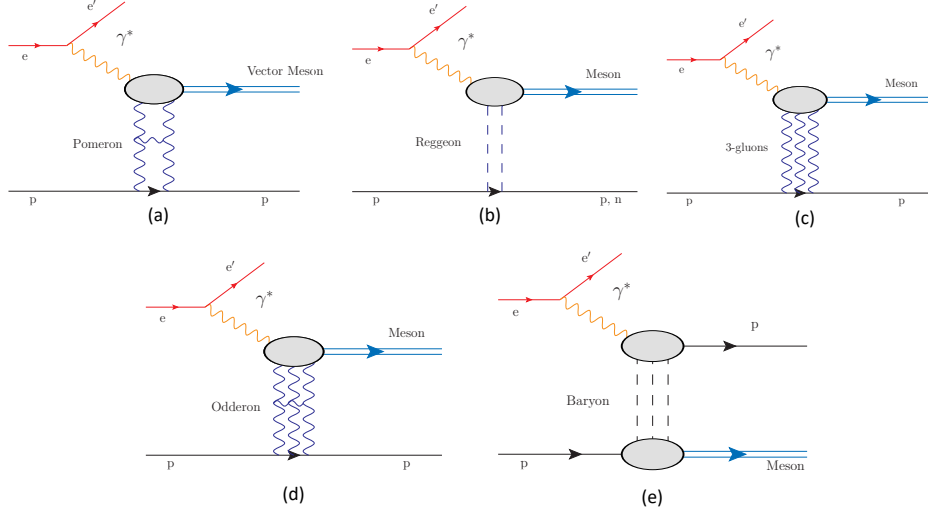 e'
γ*
e
Vector Meson
Pomeron
p
p
(a)
e'
γ*
e
Meson
Reggeon
p
p, n
(b)
e'
γ*
e
Meson
3-gluons
p
p
(c)
e'
γ*
e
Meson
Odderon
p
p
(d)
e'
γ*
e
p
Baryon
p
Meson
(e)